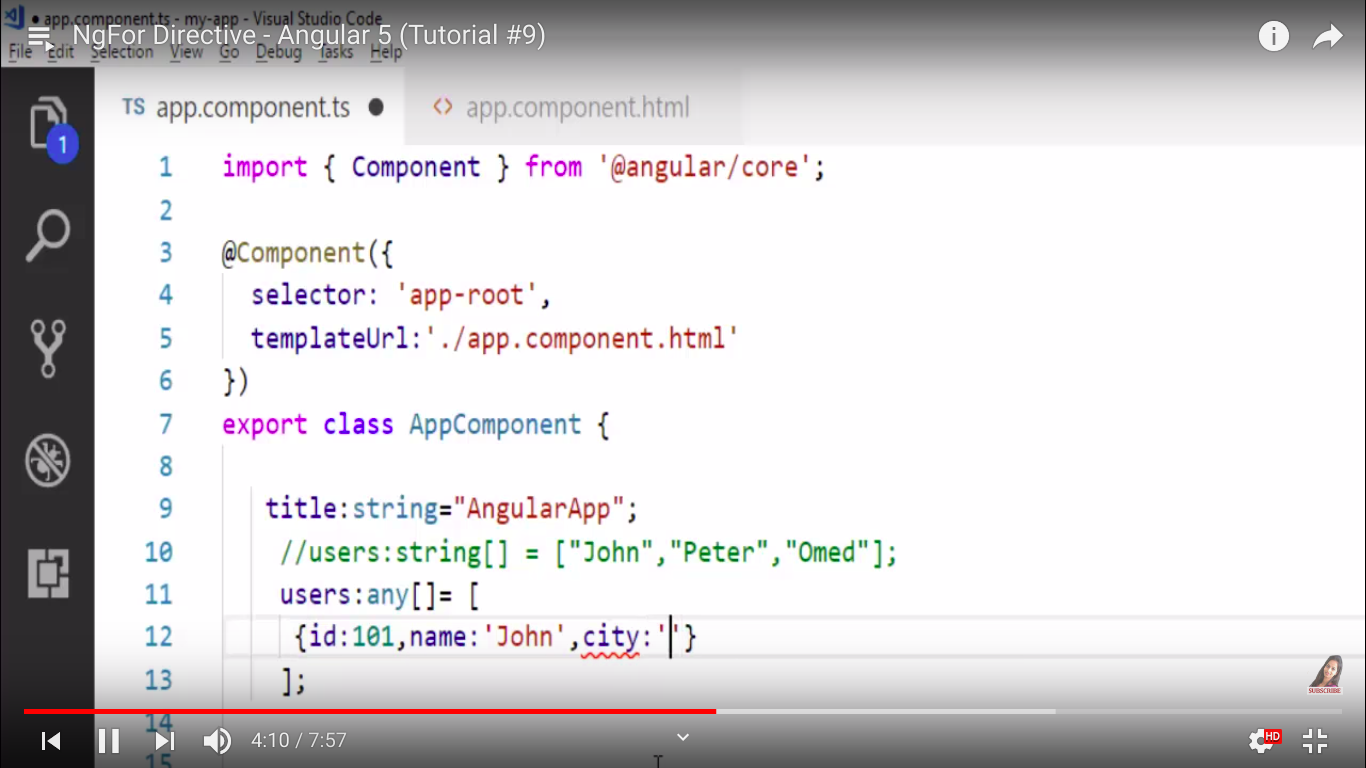 app.component.ts - my-app - Visual Studio Code
NgFor Directive - Angular 5 (Tutorial #9)
File Edit Selection View Go Debug Tasks Help
TS app.component.ts ● <> app.component.html
1
1 import { Component } from '@angular/core';
2
3 @Component({
4 selector: 'app-root',
5 templateUrl:'./app.component.html'
6 })
7 export class AppComponent {
8
9 title:string="AngularApp";
10 //users:string[] = ["John","Peter","Omed"];
11 users:any[]= [
12 {id:101,name:'John',city:''}
13 ];
14
15
SUBSCRIBE
4:10 / 7:57
HD